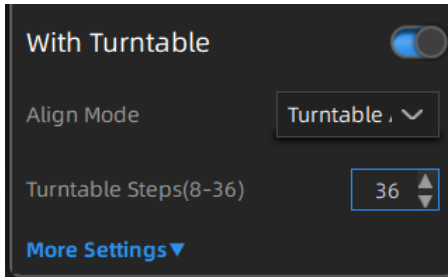 With Turntable
Align Mode Turntable
Turntable Steps(8-36) 36
More Settings▼